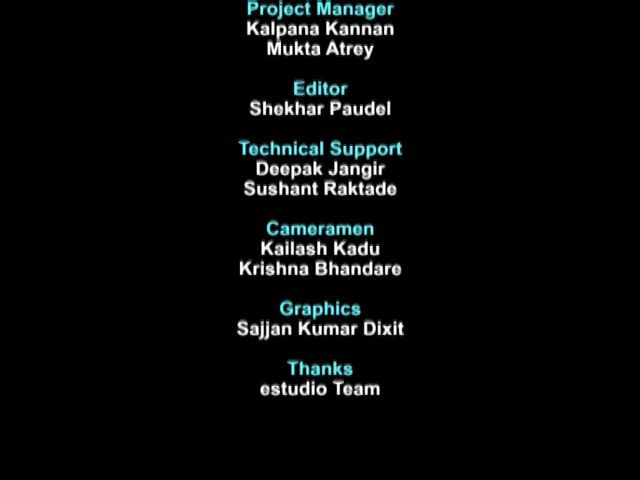 Project Manager
Kalpana Kannan
Mukta Atrey
Editor
Shekhar Paudel
Technical Support
Deepak Jangir
Sushant Raktade
Cameramen
Kailash Kadu
Krishna Bhandare
Graphics
Sajjan Kumar Dixit
Thanks
estudio Team